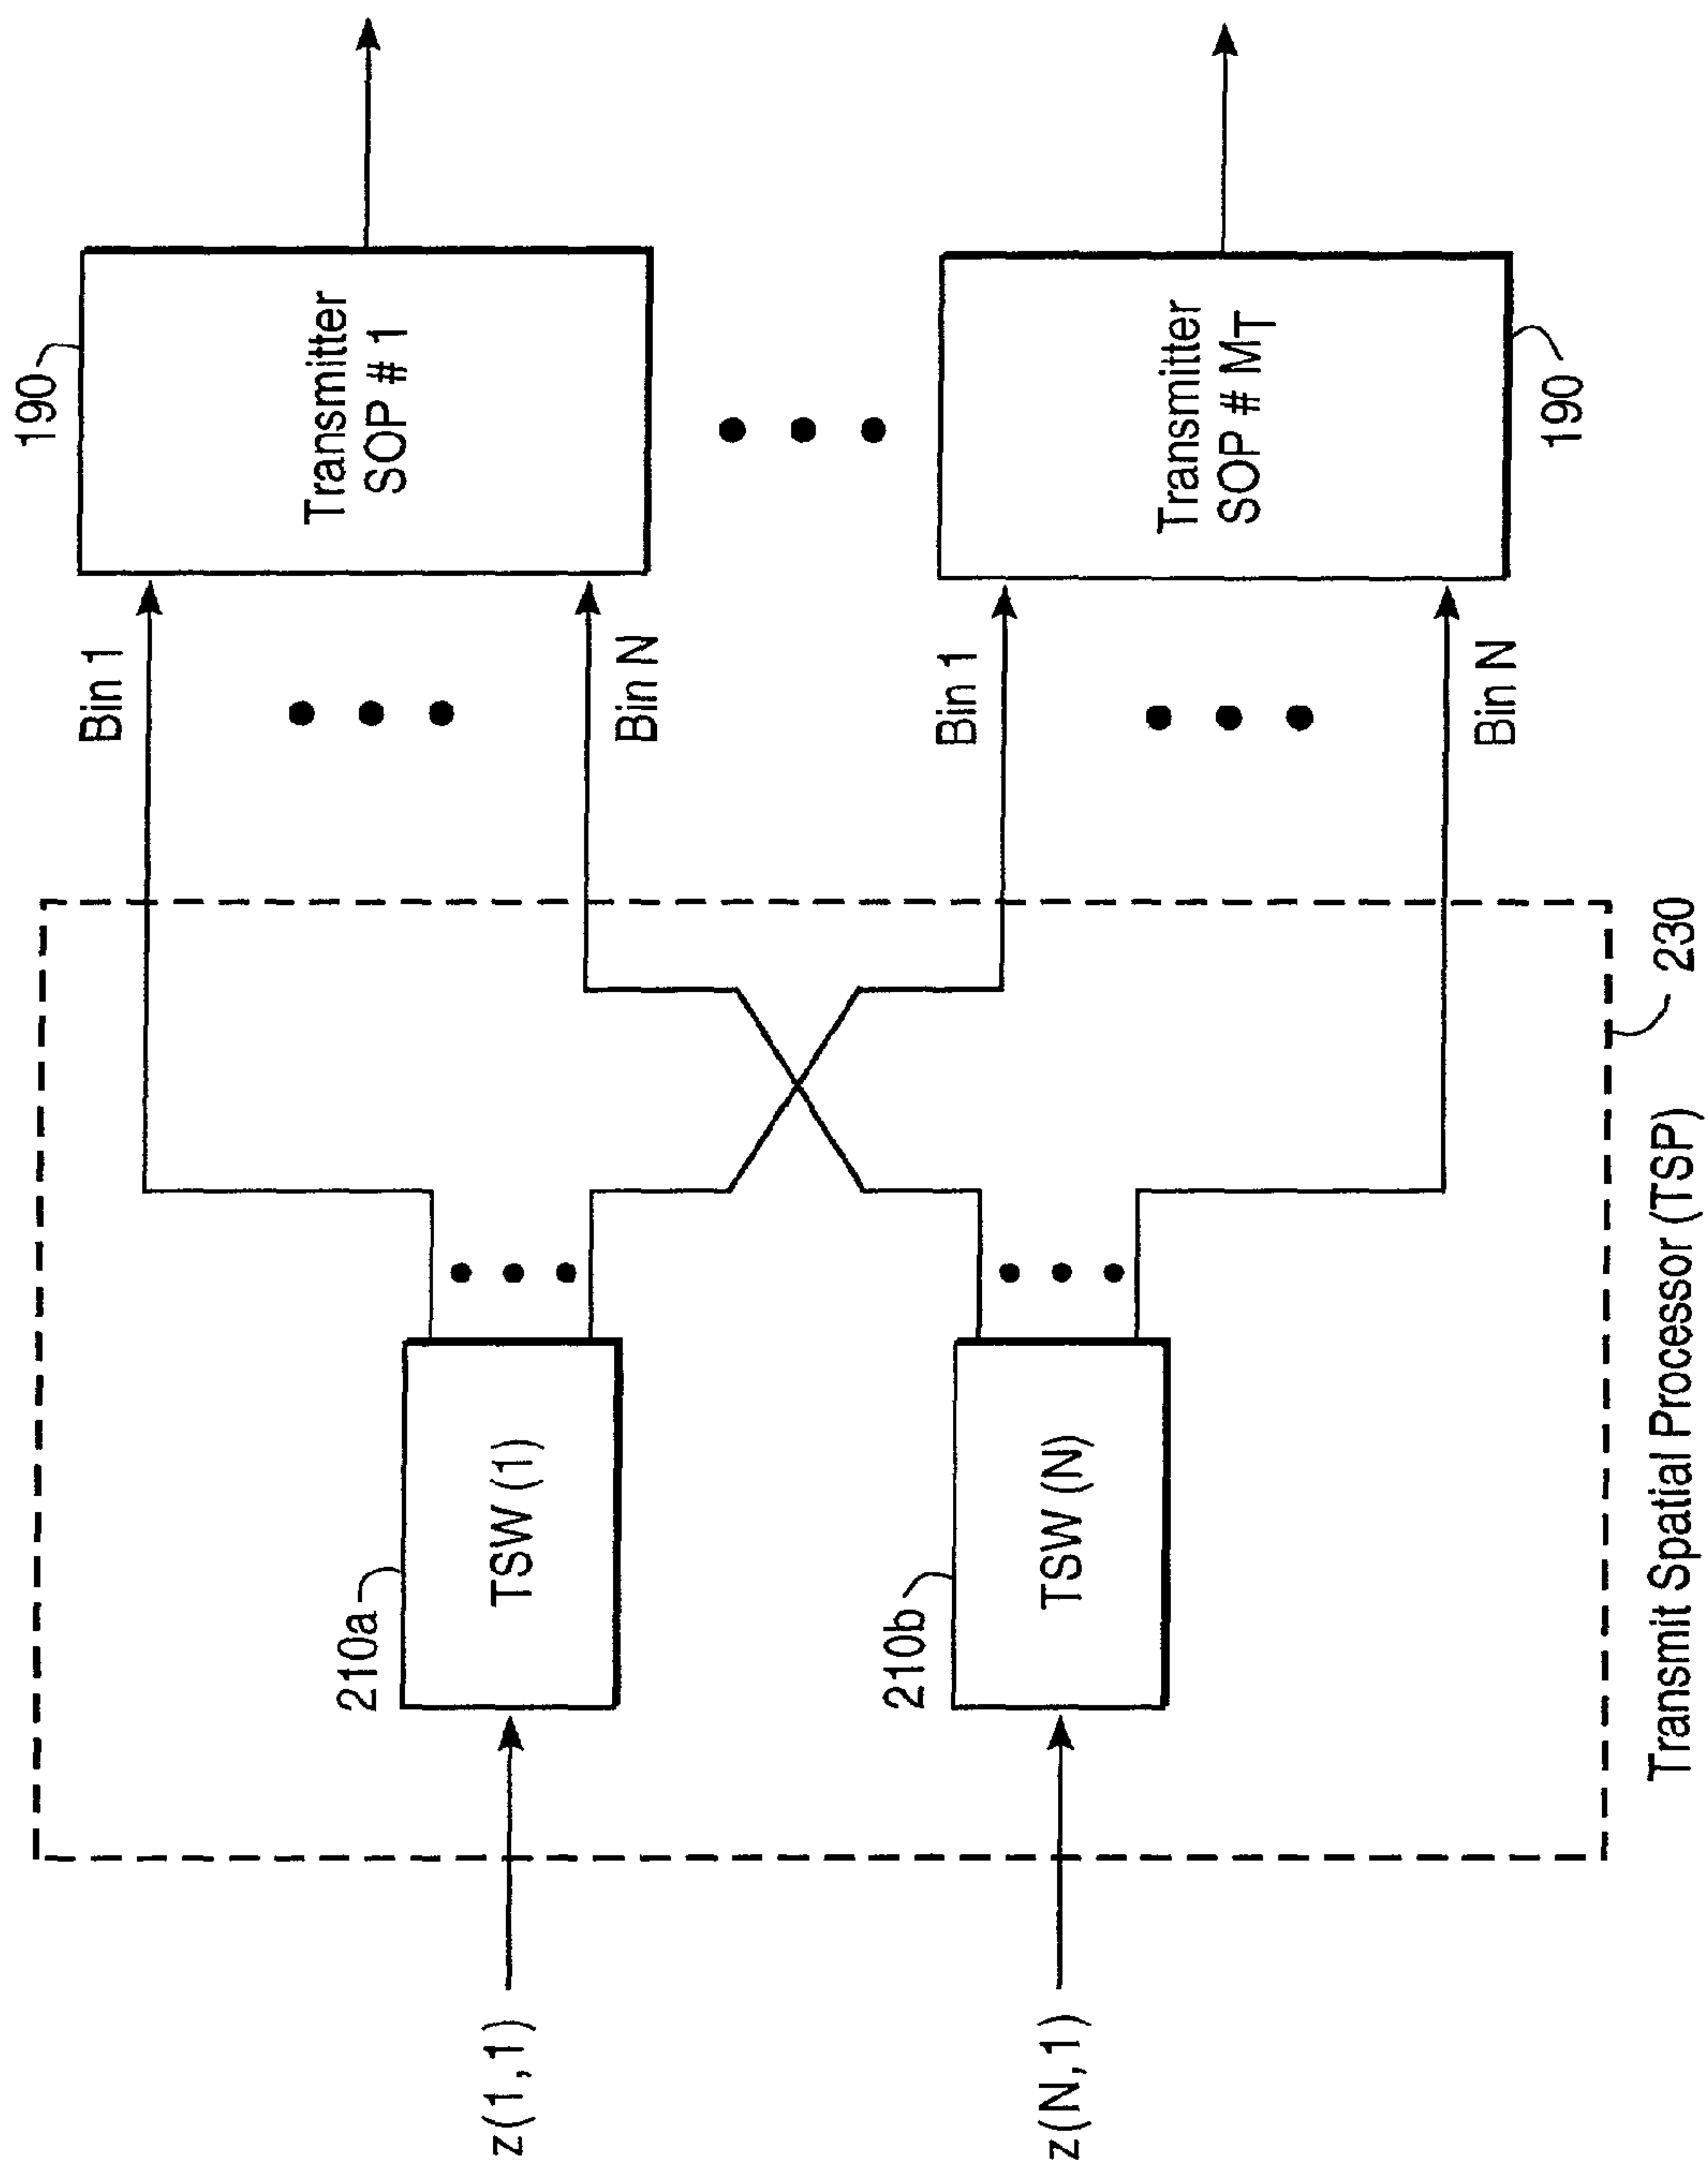 z(1,1)
z(N,1)
210a
TSW (1)
210b
TSW (N)
Bin 1
Bin N
Bin 1
Bin N
190
Transmitter
SOP # 1
Transmitter
SOP # MT
190
230
Transmit Spatial Processor (TSP)